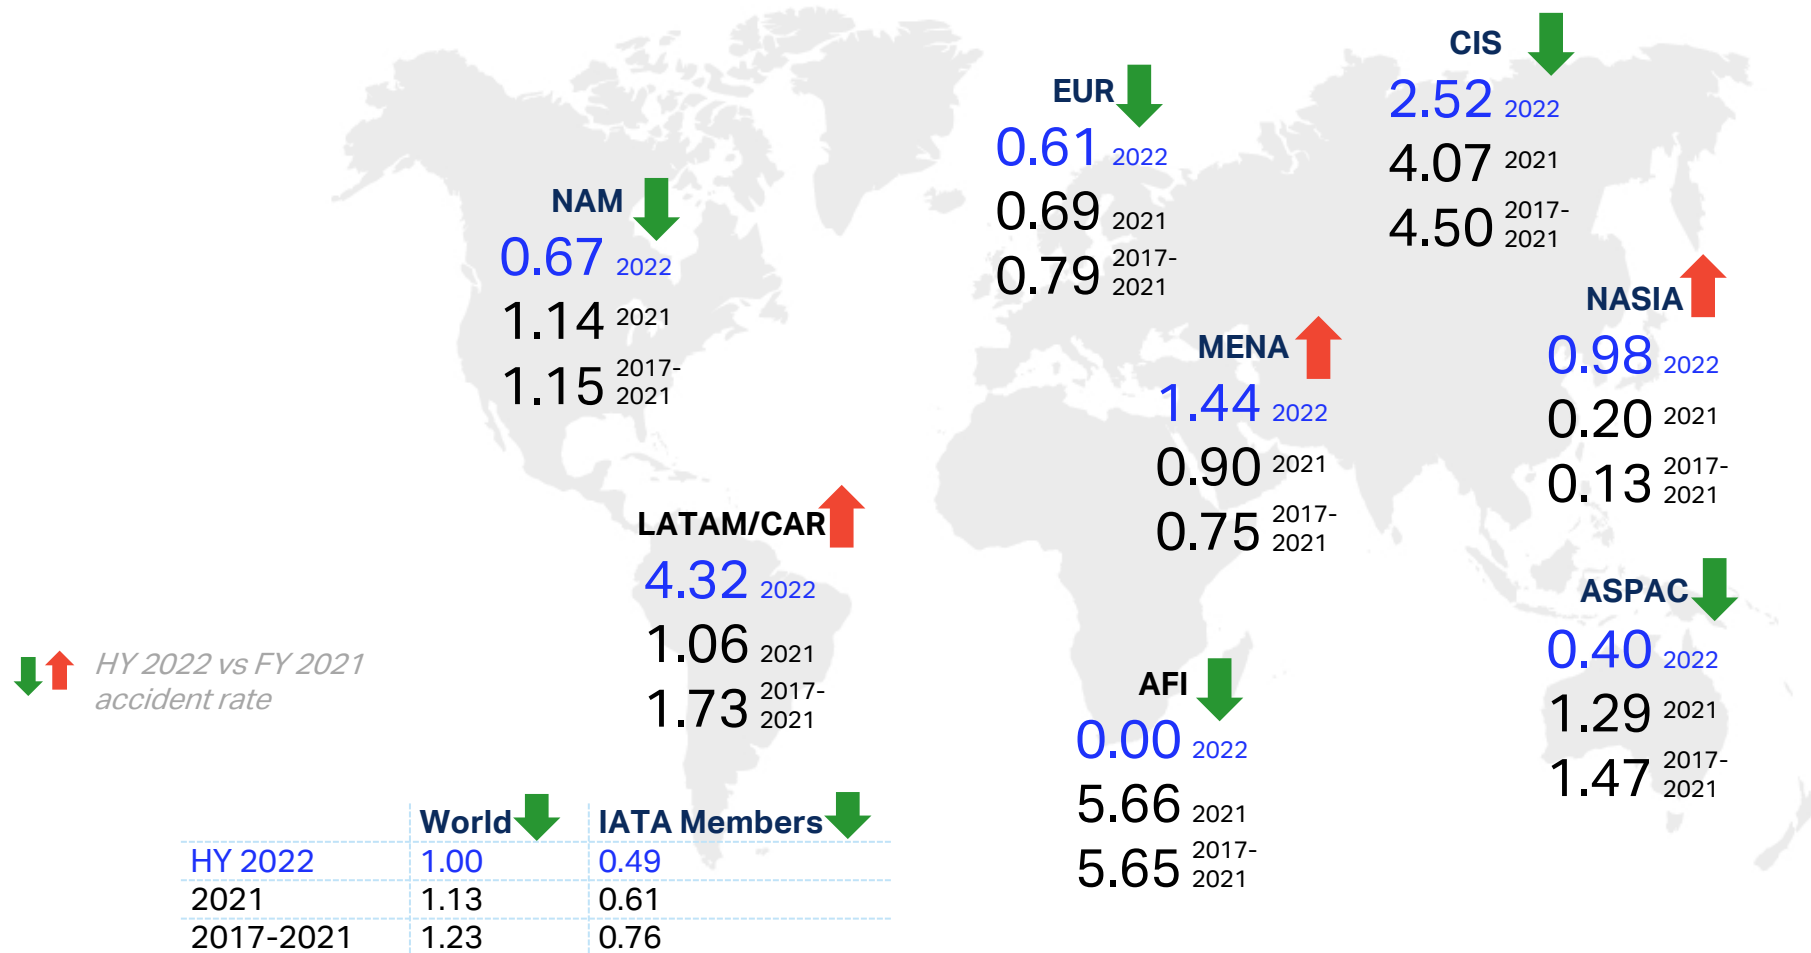 CIS
2.52 2022
4.07 2021
4.50 2017-
2021
EUR
0.61 2022
0.69 2021
0.79 2017-
2021
NAM
0.67 2022
1.14 2021
1.15 2017-
2021
NASIA
0.98 2022
0.20 2021
0.13 2017-
2021
MENA
1.44 2022
0.90 2021
0.75 2017-
2021
LATAM/CAR
4.32 2022
1.06 2021
1.73 2017-
2021
ASPAC
0.40 2022
1.29 2021
1.47 2017-
2021
AFI
0.00 2022
5.66 2021
5.65 2017-
2021
HY 2022 vs FY 2021
accident rate
World IATA Members
HY 2022 1.00 0.49
2021 1.13 0.61
2017-2021 1.23 0.76